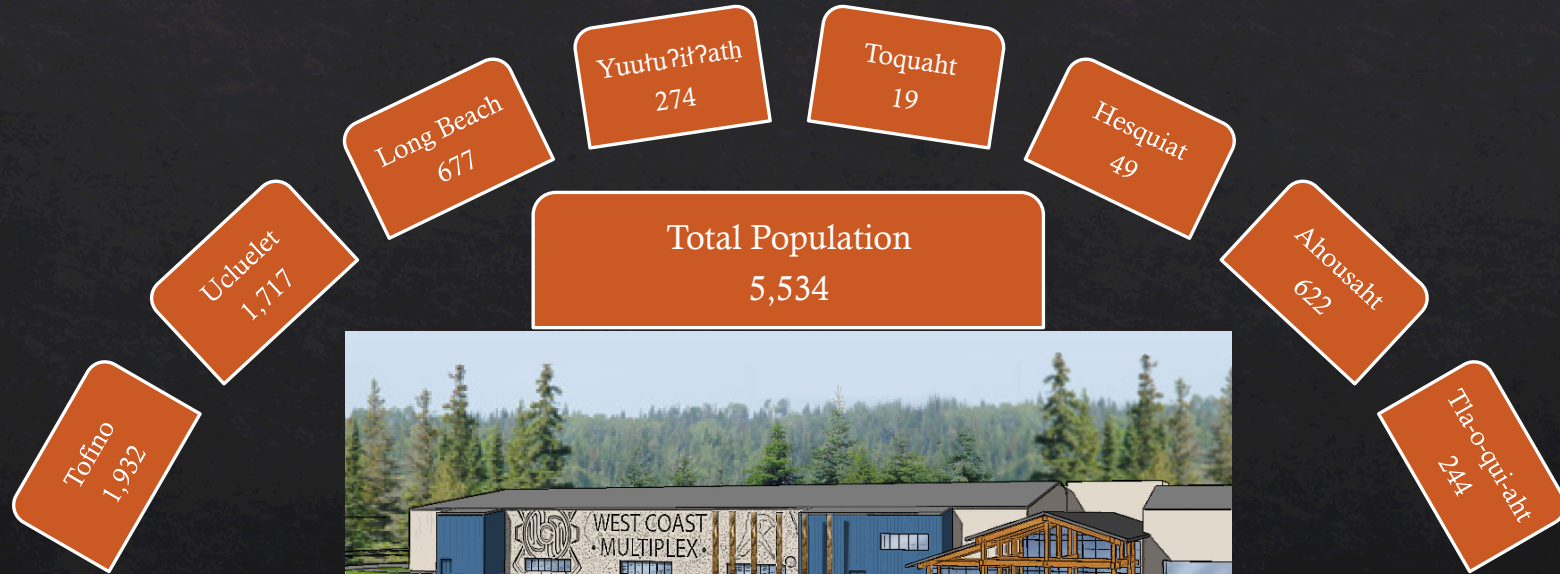 Tofino
1,932
Ucluelet
1,717
Long Beach
677
Yuułuʔiłʔatḥ
274
Toquaht
19
Hesquiat
49
Ahousaht
622
Tla-o-qui-aht
244
Total Population
5,534
WEST COAST
•MULTIPLEX•